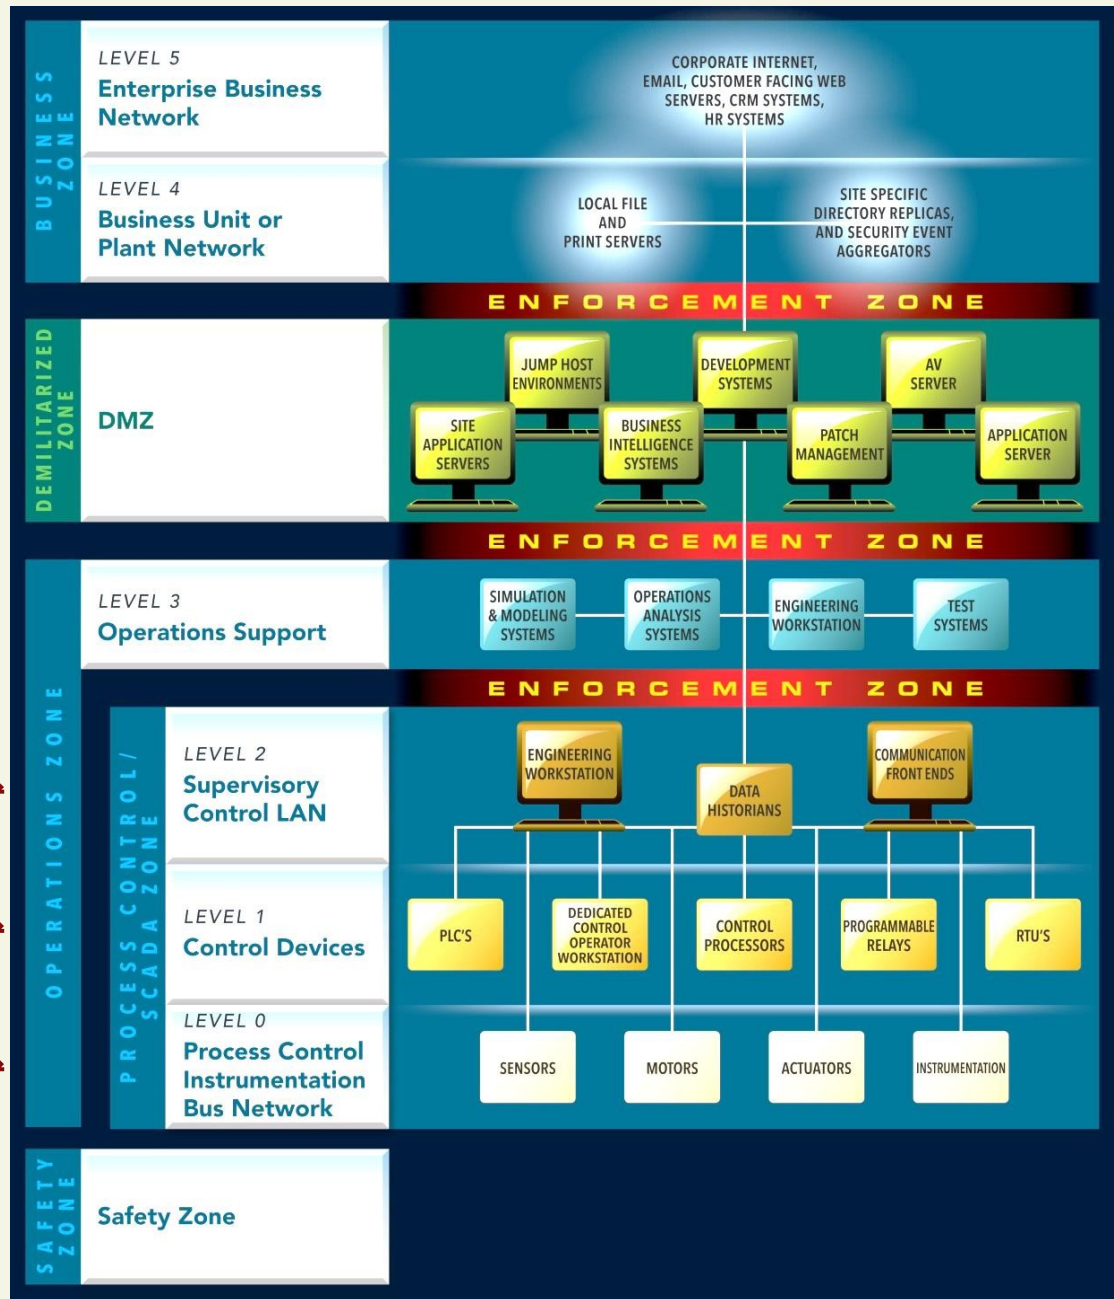 BUSINESS
ZONE
LEVEL 5
Enterprise Business
Network
CORPORATE INTERNET,
EMAIL, CUSTOMER FACING WEB
SERVERS, CRM SYSTEMS,
HR SYSTEMS
LEVEL 4
Business Unit or
Plant Network
LOCAL FILE
AND
PRINT SERVERS
SITE SPECIFIC
DIRECTORY REPLICAS,
AND SECURITY EVENT
AGGREGATORS
ENFORCEMENT ZONE
DEMILITARIZED
ZONE
DMZ
JUMP HOST
ENVIRONMENTS
DEVELOPMENT
SYSTEMS
AV
SERVER
SITE
APPLICATION
SERVERS
BUSINESS
INTELLIGENCE
SYSTEMS
PATCH
MANAGEMENT
APPLICATION
SERVER
ENFORCEMENT ZONE
OPERATIONS ZONE
LEVEL 3
Operations Support
SIMULATION
& MODELING
SYSTEMS
OPERATIONS
ANALYSIS
SYSTEMS
ENGINEERING
WORKSTATION
TEST
SYSTEMS
ENFORCEMENT ZONE
PROCESS CONTROL/
SCADA ZONE
LEVEL 2
Supervisory
Control LAN
ENGINEERING
WORKSTATION
DATA
HISTORIANS
COMMUNICATION
FRONT ENDS
LEVEL 1
Control Devices
PLC'S
DEDICATED
CONTROL
OPERATOR
WORKSTATION
CONTROL
PROCESSORS
PROGRAMMABLE
RELAYS
RTU'S
LEVEL 0
Process Control
Instrumentation
Bus Network
SENSORS
MOTORS
ACTUATORS
INSTRUMENTATION
SAFETY
ZONE
Safety Zone